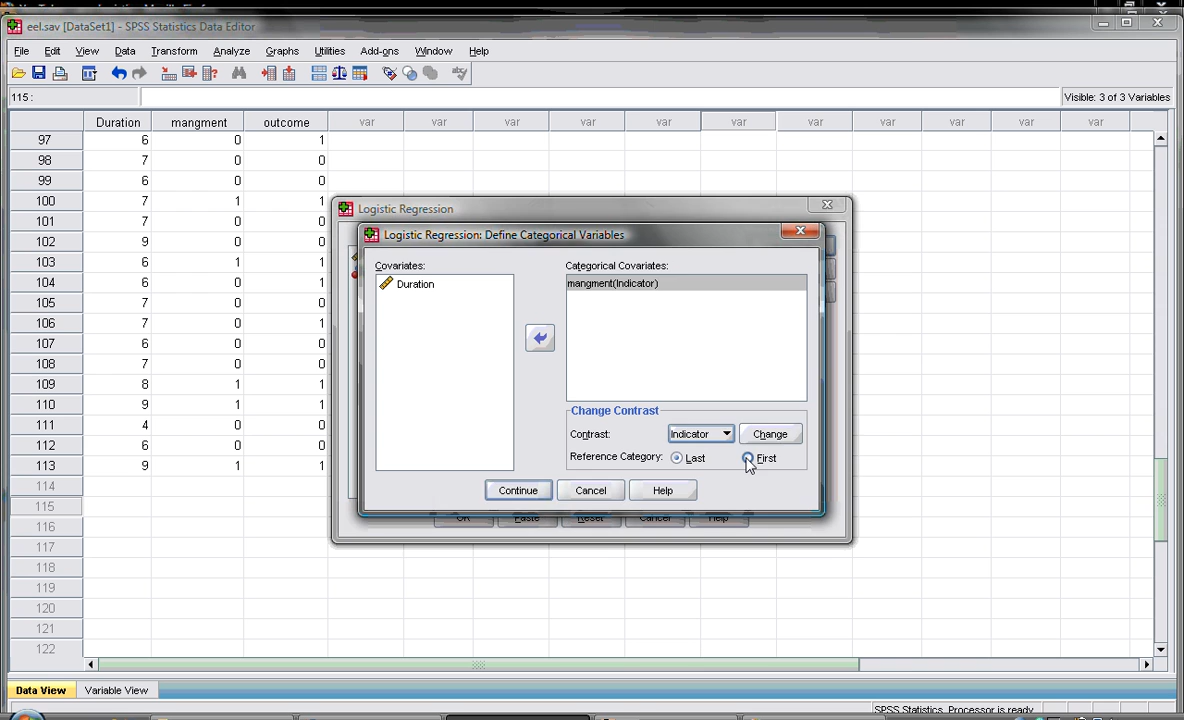 eel.sav [DataSet1] - SPSS Statistics Data Editor
File Edit View Data Transform Analyze Graphs Utilities Add-ons Window Help
115 : Visible: 3 of 3 Variables
Duration mangment outcome var var var var var var var var var var
97 6 0 1
98 7 0 0
99 6 0 0
100 7 1 1
101 7 0 0
102 9 0 0
103 6 1 1
104 6 0 0
105 7 0 0
106 7 0 1
107 6 0 0
108 7 0 0
109 8 1 1
110 9 1 1
111 4 0 0
112 6 0 0
113 9 1 1
114
115
116
117
118
119
120
121
122
Logistic Regression
Logistic Regression: Define Categorical Variables
Covariates:
Duration
Categorical Covariates:
mangment(Indicator)
Change Contrast
Contrast: Indicator Change
Reference Category: Last First
Continue Cancel Help
OK Paste Reset Cancel Help
Data View Variable View
SPSS Statistics Processor is ready